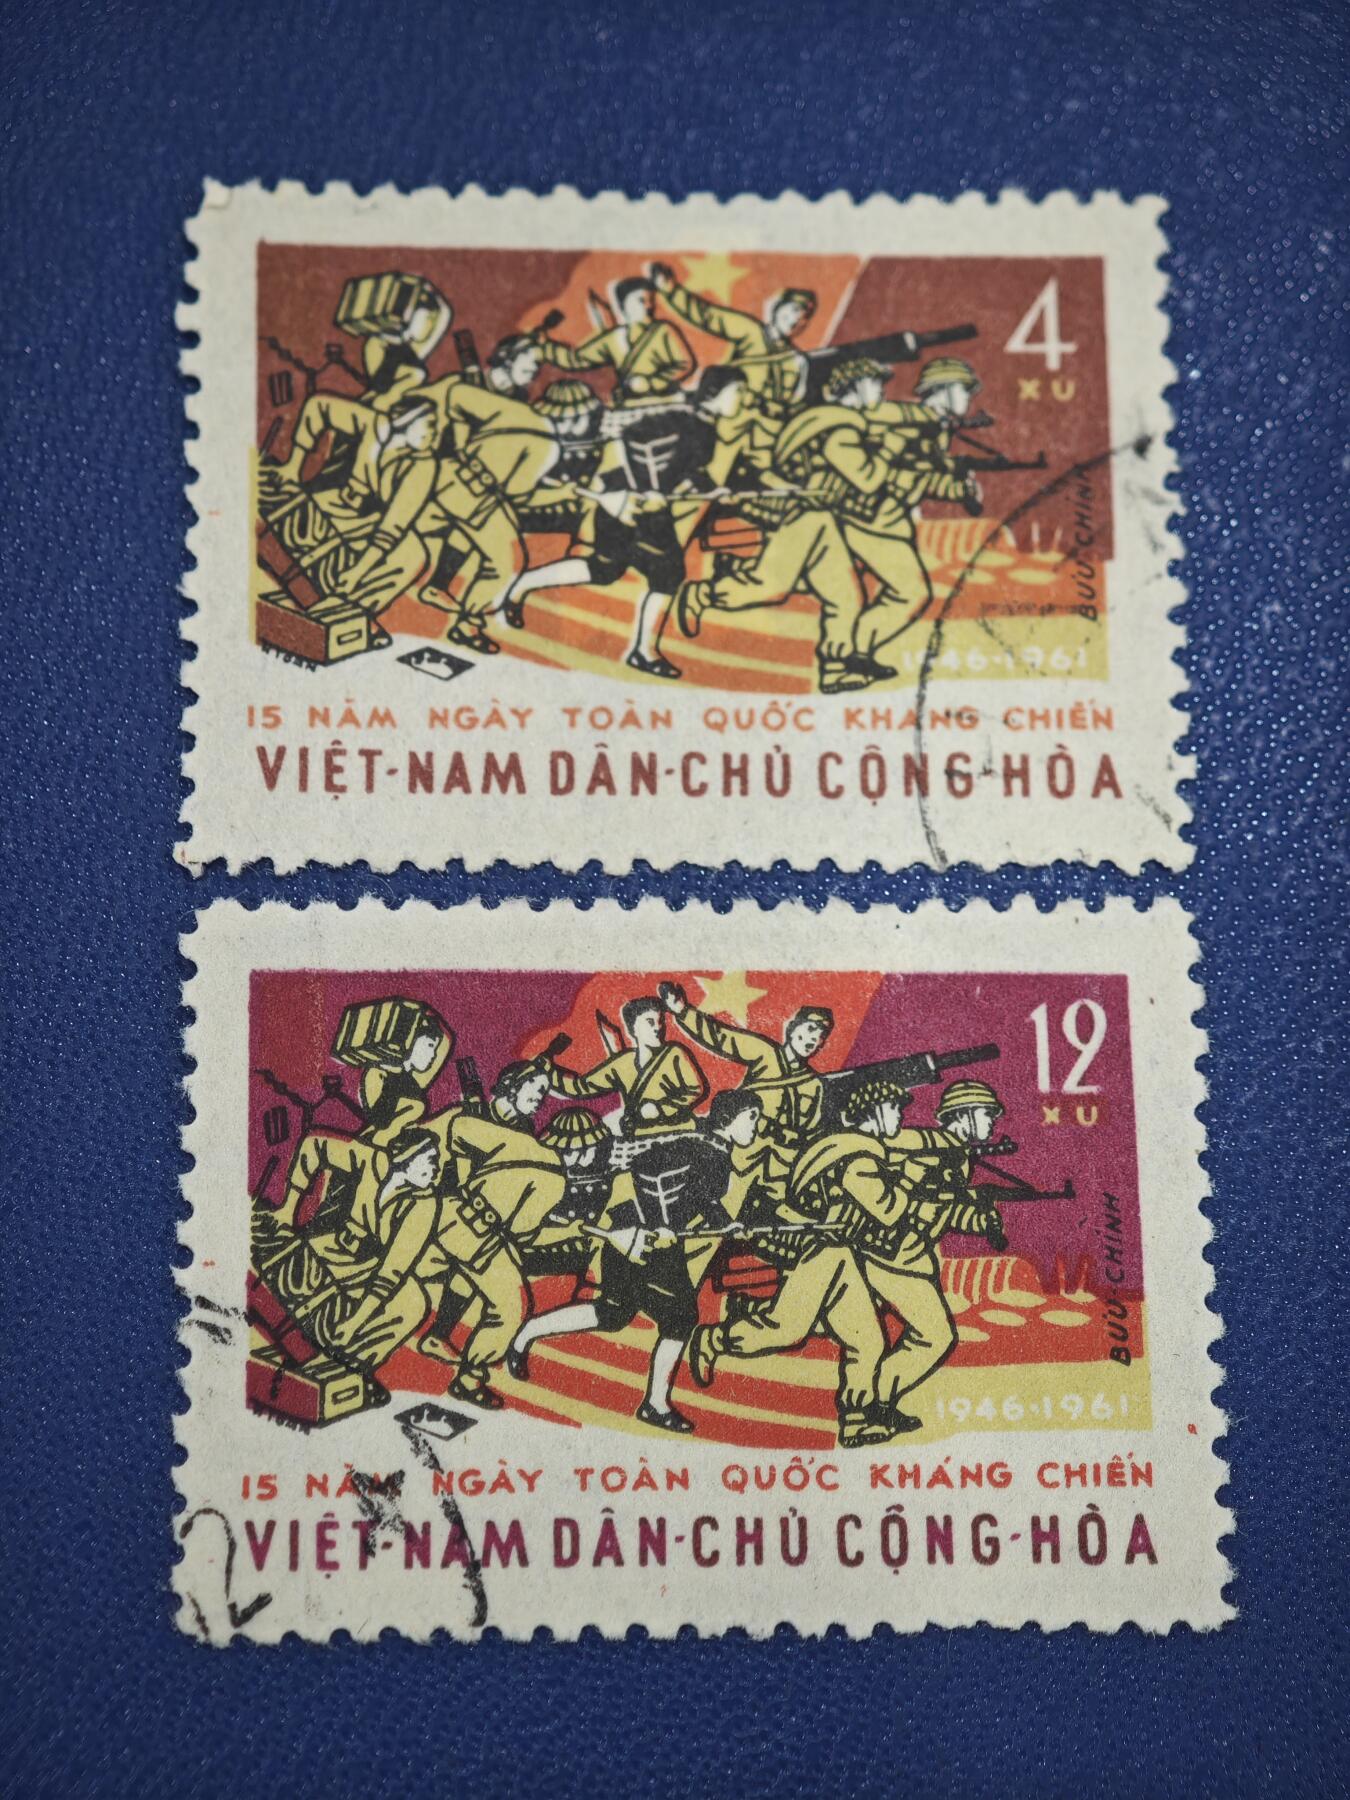 4
XU
BƯU-CHÍNH
1946·1961
15 NĂM NGÀY TOÀN QUỐC KHÁNG CHIẾN
VIỆT-NAM DÂN-CHỦ CỘNG-HÒA
12
XU
BƯU-CHÍNH
1946·1961
15 NĂM NGÀY TOÀN QUỐC KHÁNG CHIẾN
VIỆT-NAM DÂN-CHỦ CỘNG-HÒA